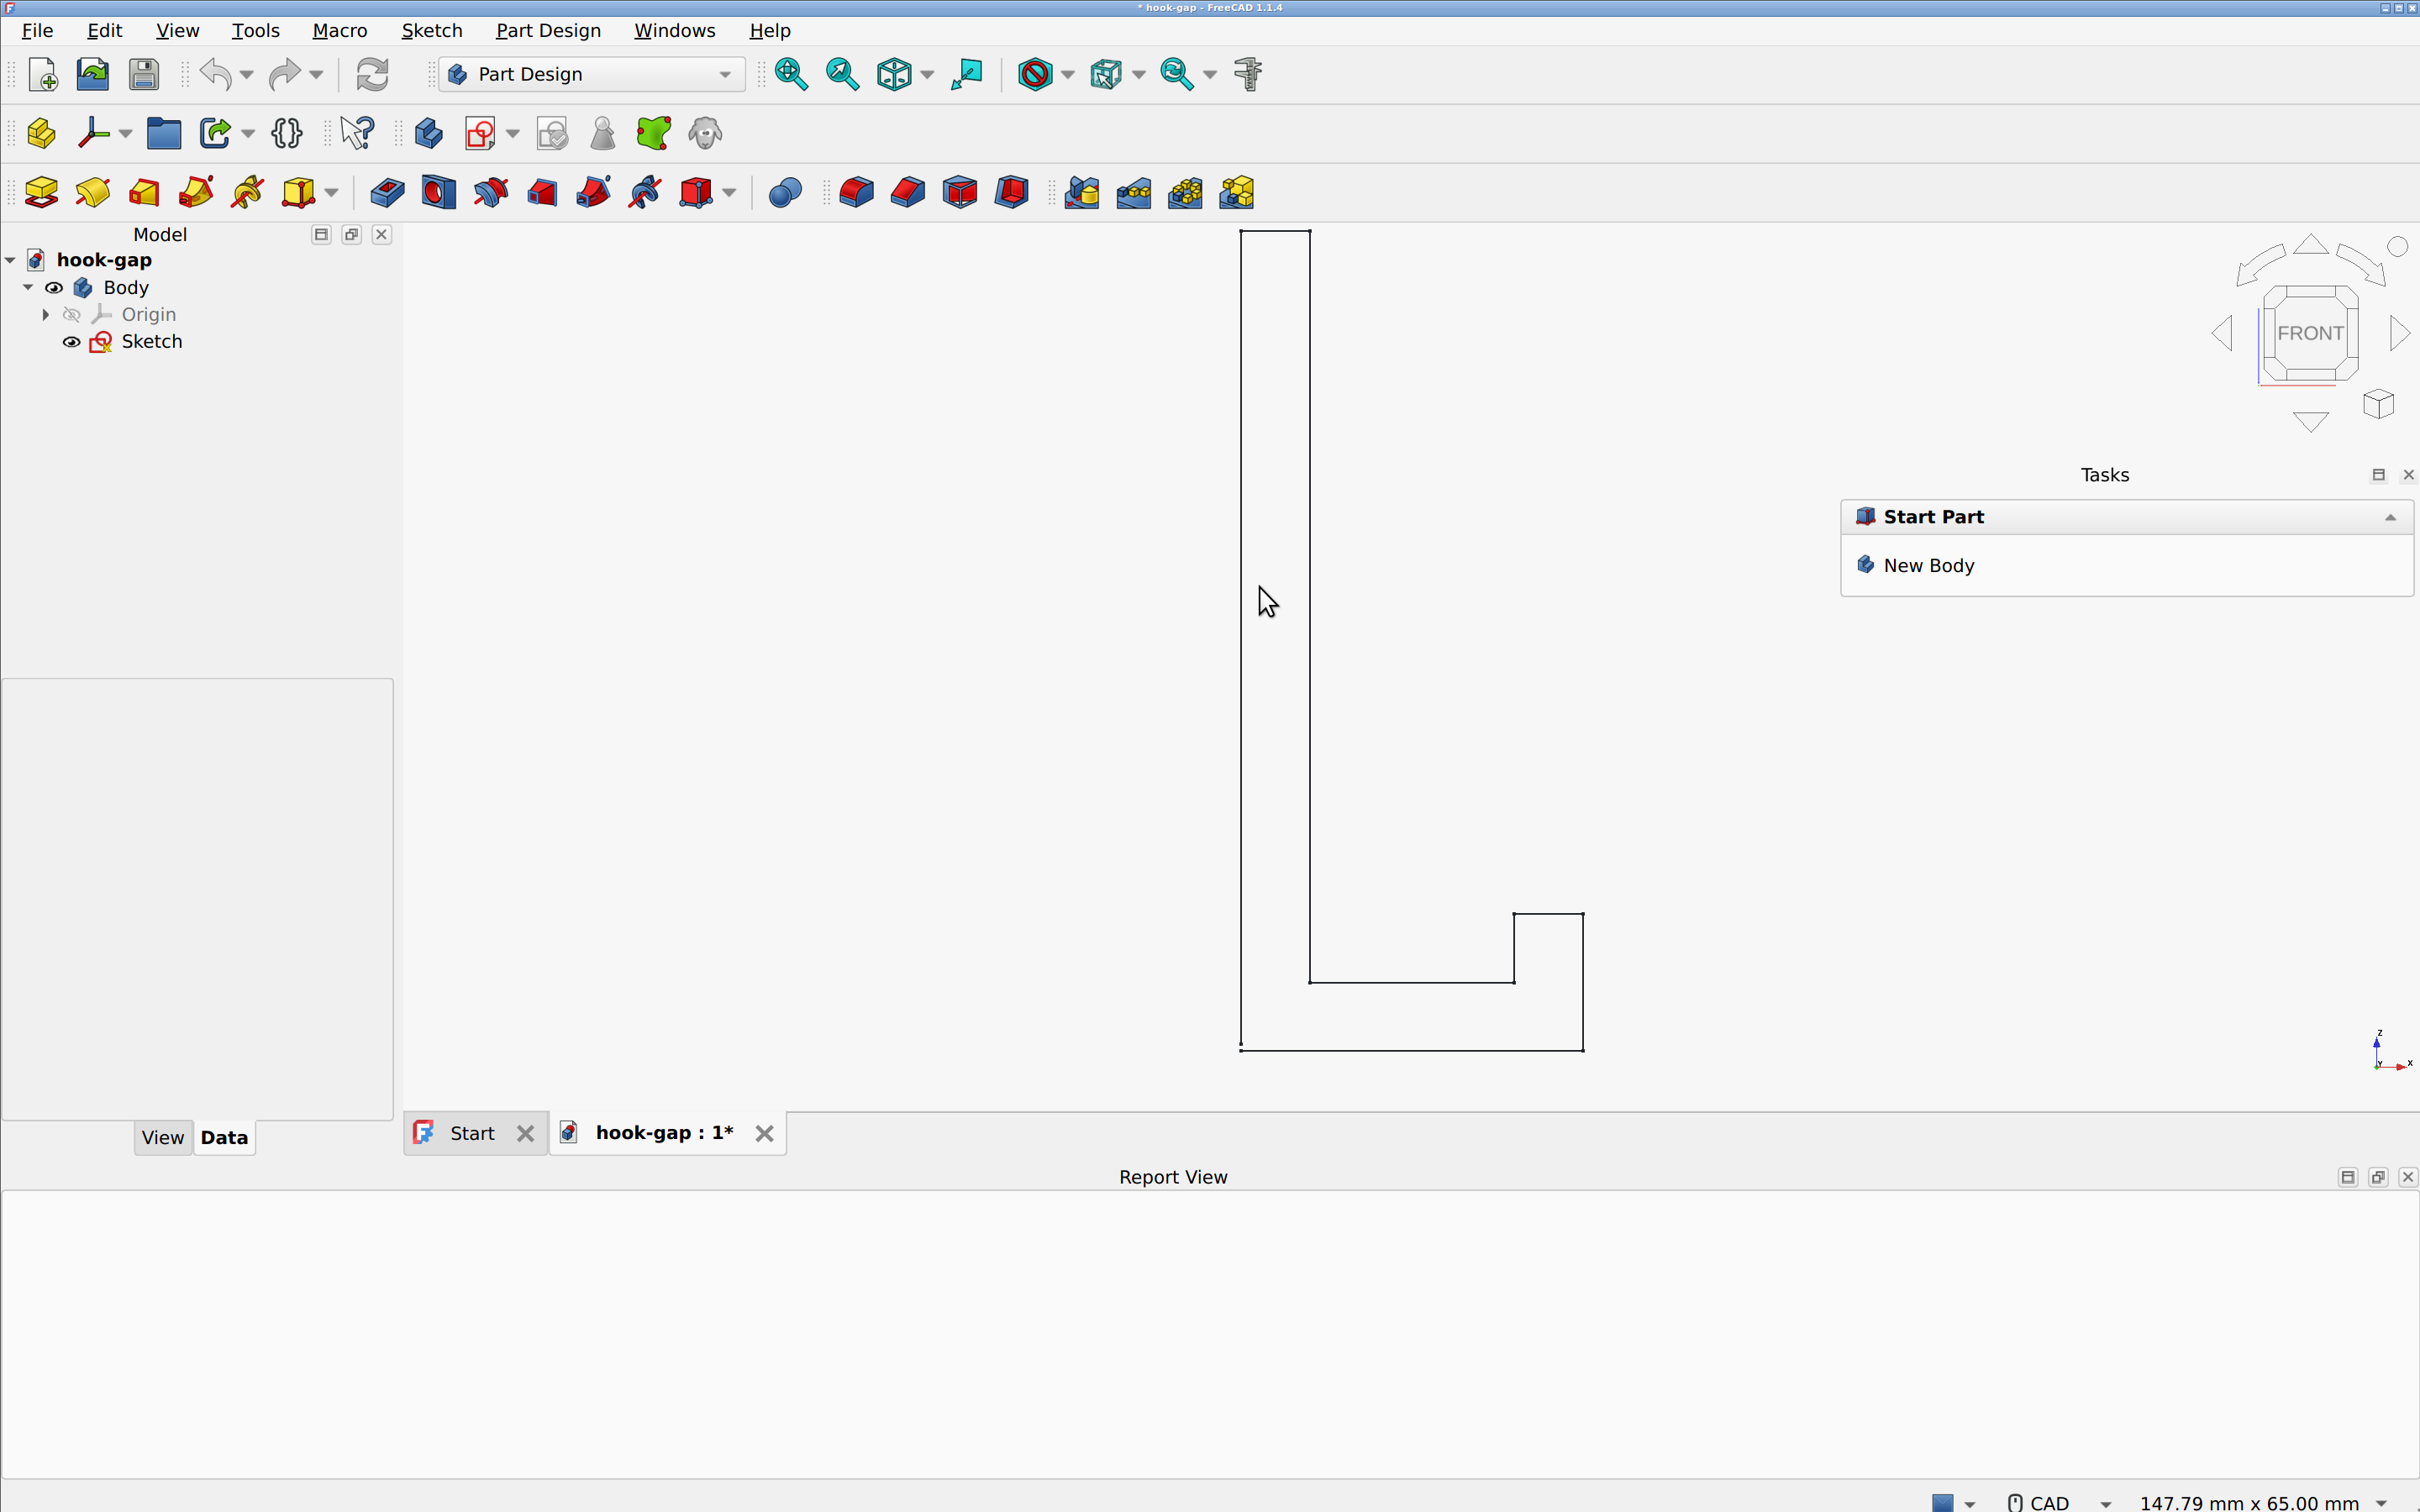 * hook-gap - FreeCAD 1.1.4
File Edit View Tools Macro Sketch Part Design Windows Help
Part Design
Model
hook-gap
Body
Origin
Sketch
FRONT
Tasks
Start Part
New Body
z
Y
x
View Data
Start
hook-gap : 1*
Report View
CAD
147.79 mm x 65.00 mm